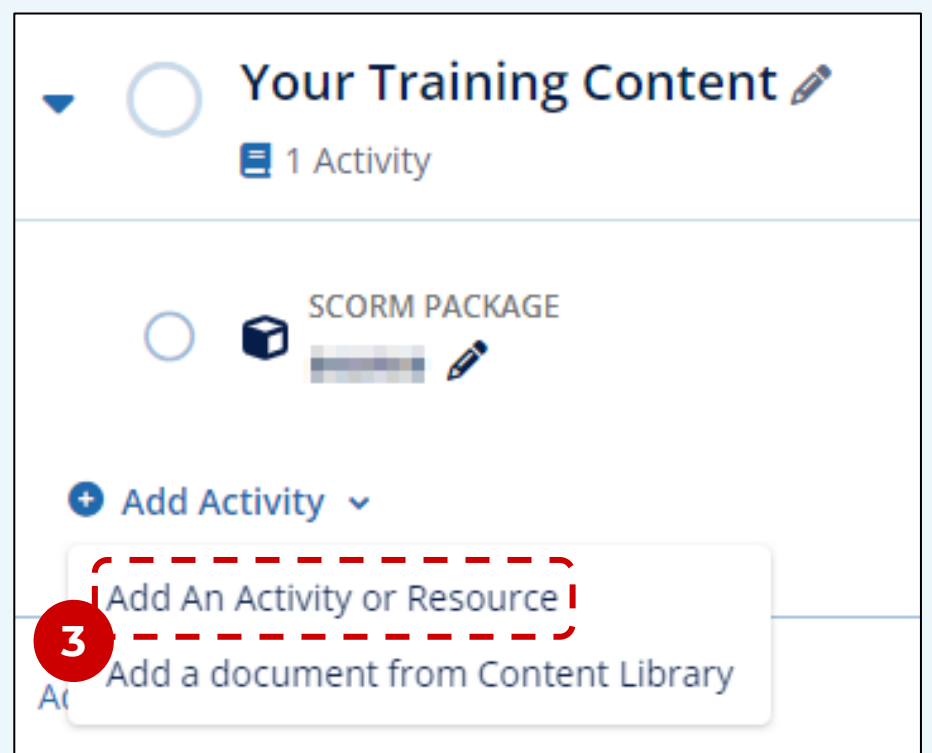 Your Training Content
1 Activity
SCORM PACKAGE
Add Activity
Add An Activity or Resource
3
Add a document from Content Library